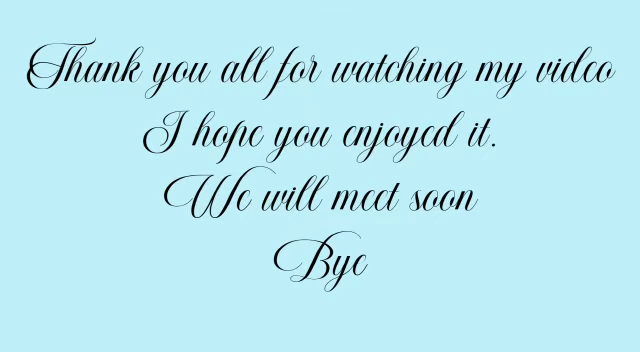 Thank you all for watching my video
I hope you enjoyed it.
We will meet soon
Bye